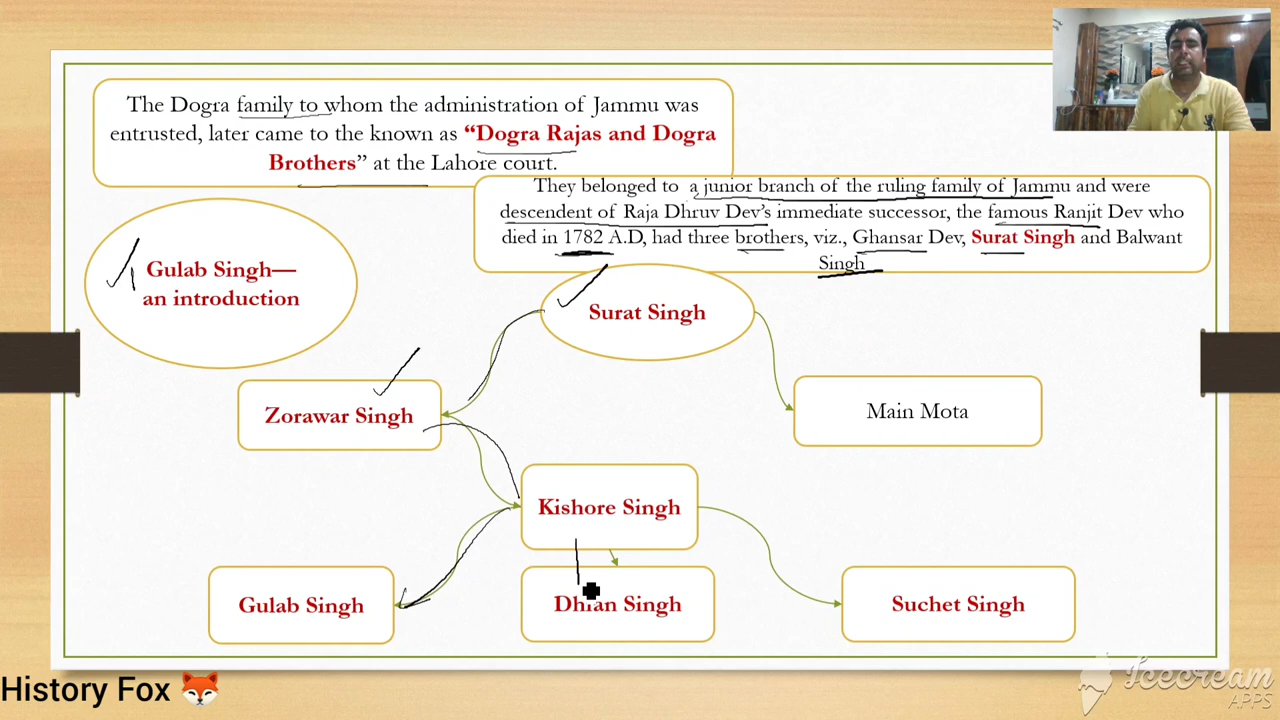 The Dogra family to whom the administration of Jammu was
entrusted, later came to the known as “Dogra Rajas and Dogra
Brothers” at the Lahore court.
They belonged to a junior branch of the ruling family of Jammu and were
descendent of Raja Dhruv Dev’s immediate successor, the famous Ranjit Dev who
died in 1782 A.D, had three brothers, viz., Ghansar Dev, Surat Singh and Balwant
Singh
Gulab Singh—
an introduction
Surat Singh
Zorawar Singh
Main Mota
Kishore Singh
Gulab Singh
Dhian Singh
Suchet Singh
History Fox
Icecream
APPS